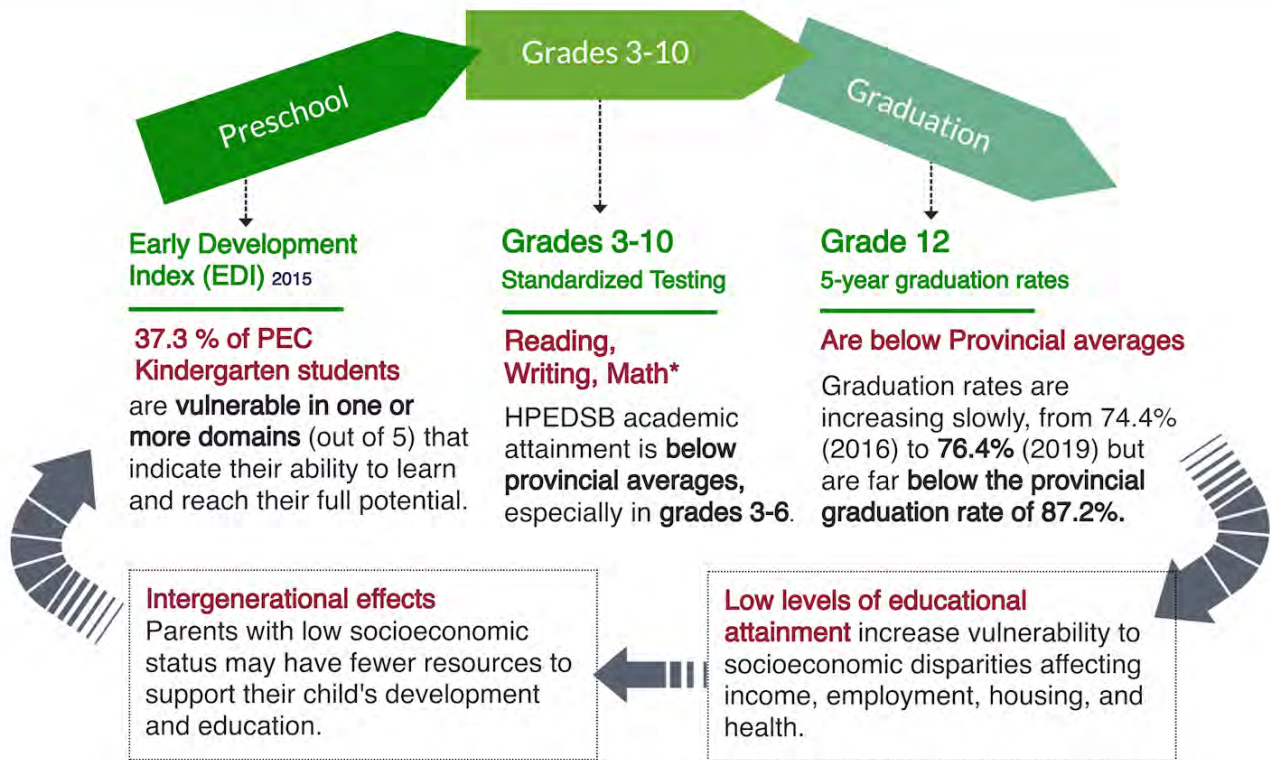 Preschool
Grades 3-10
Graduation
Early Development
Index (EDI) 2015
37.3 % of PEC
Kindergarten students
are vulnerable in one or
more domains (out of 5) that
indicate their ability to learn
and reach their full potential.
Grades 3-10
Standardized Testing
Reading,
Writing, Math*
HPEDSB academic
attainment is below
provincial averages,
especially in grades 3-6.
Grade 12
5-year graduation rates
Are below Provincial averages
Graduation rates are
increasing slowly, from 74.4%
(2016) to 76.4% (2019) but
are far below the provincial
graduation rate of 87.2%.
Low levels of educational
attainment increase vulnerability to
socioeconomic disparities affecting
income, employment, housing, and
health.
Intergenerational effects
Parents with low socioeconomic
status may have fewer resources to
support their child's development
and education.